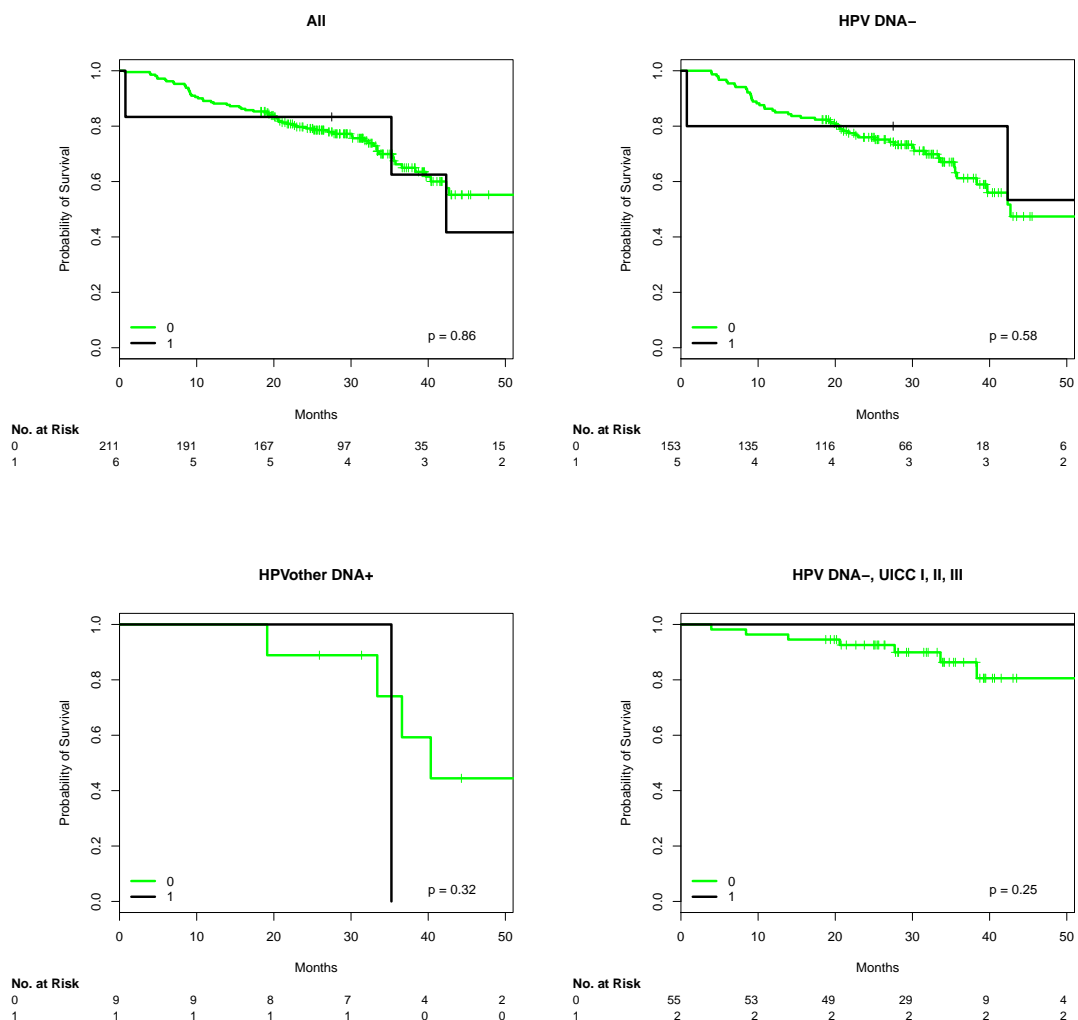 All
Probability of Survival
1.0
0.8
0.6
0.4
0.2
0.0
0
1
p = 0.86
0 10 20 30 40 50
Months
No. at Risk
0 211 191 167 97 35 15
1 6 5 5 4 3 2
HPV DNA−
Probability of Survival
1.0
0.8
0.6
0.4
0.2
0.0
0
1
p = 0.58
0 10 20 30 40 50
Months
No. at Risk
0 153 135 116 66 18 6
1 5 4 4 3 3 2
HPVother DNA+
Probability of Survival
1.0
0.8
0.6
0.4
0.2
0.0
0
1
p = 0.32
0 10 20 30 40 50
Months
No. at Risk
0 9 9 8 7 4 2
1 1 1 1 1 0 0
HPV DNA−, UICC I, II, III
Probability of Survival
1.0
0.8
0.6
0.4
0.2
0.0
0
1
p = 0.25
0 10 20 30 40 50
Months
No. at Risk
0 55 53 49 29 9 4
1 2 2 2 2 2 2